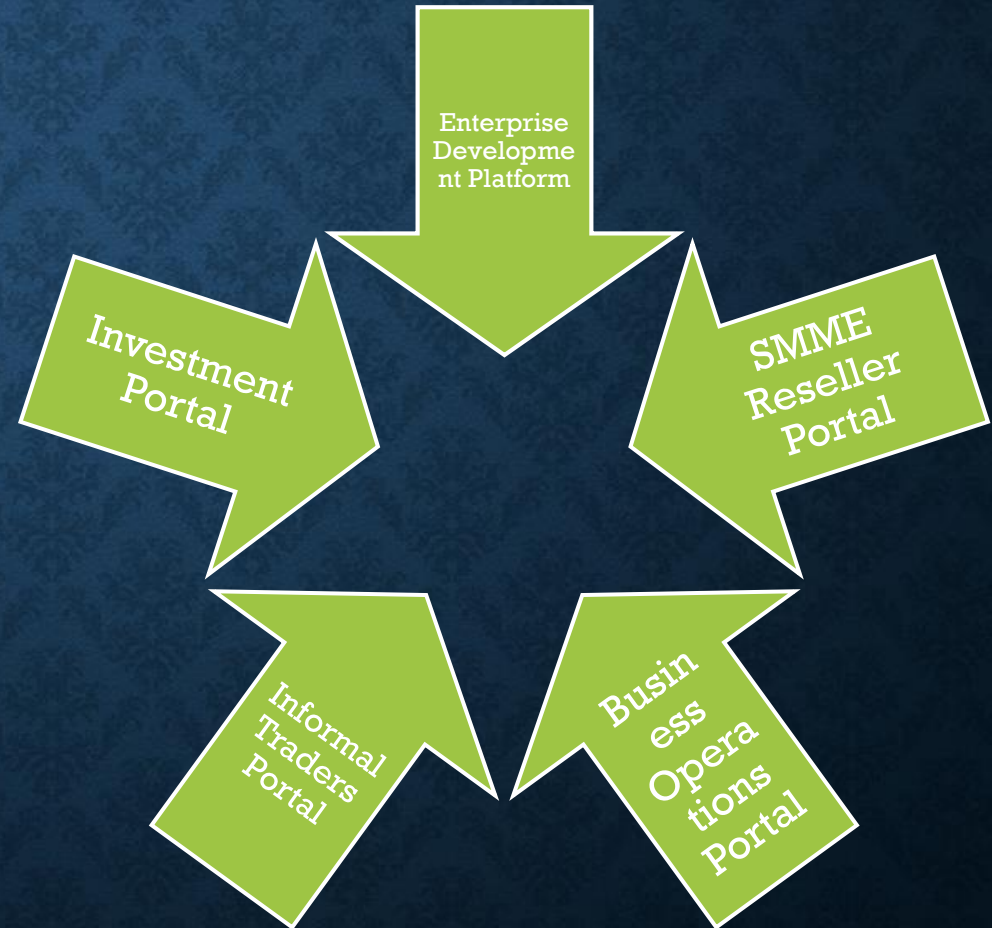 Enterprise
Developme
nt Platform
Investment
Portal
SMME
Reseller
Portal
Informal
Traders
Portal
Busin
ess
Opera
tions
Portal